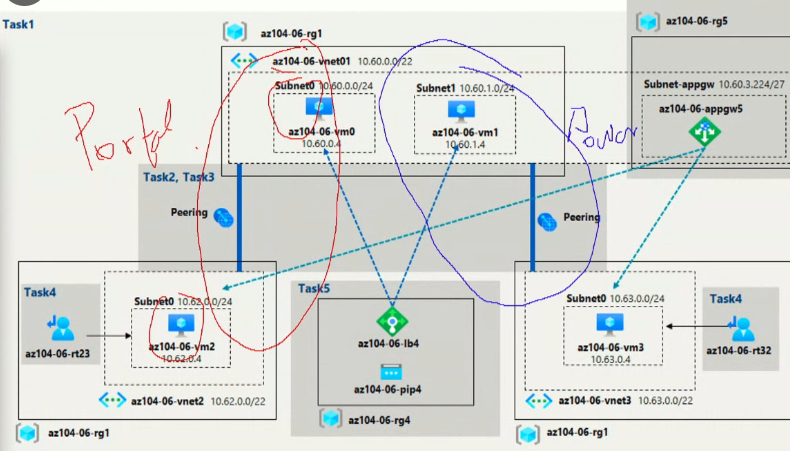 Task1
az104-06-rg1
az104-06-vnet01 10.60.0.0/22
Subnet0 10.60.0.0/24
az104-06-vm0
10.60.0.4
Subnet1 10.60.1.0/24
az104-06-vm1
10.60.1.4
az104-06-rg5
Subnet-appgw 10.60.3.224/27
az104-06-appgw5
Portal
Task2, Task3
Peering
Peering
Task4
Subnet0 10.62.0.0/24
az104-06-rt23
az104-06-vm2
10.62.0.4
az104-06-vnet2 10.62.0.0/22
az104-06-rg1
Task5
az104-06-lb4
az104-06-pip4
az104-06-rg4
Subnet0 10.63.0.0/24
az104-06-vm3
10.63.0.4
Task4
az104-06-rt32
az104-06-vnet3 10.63.0.0/22
az104-06-rg1